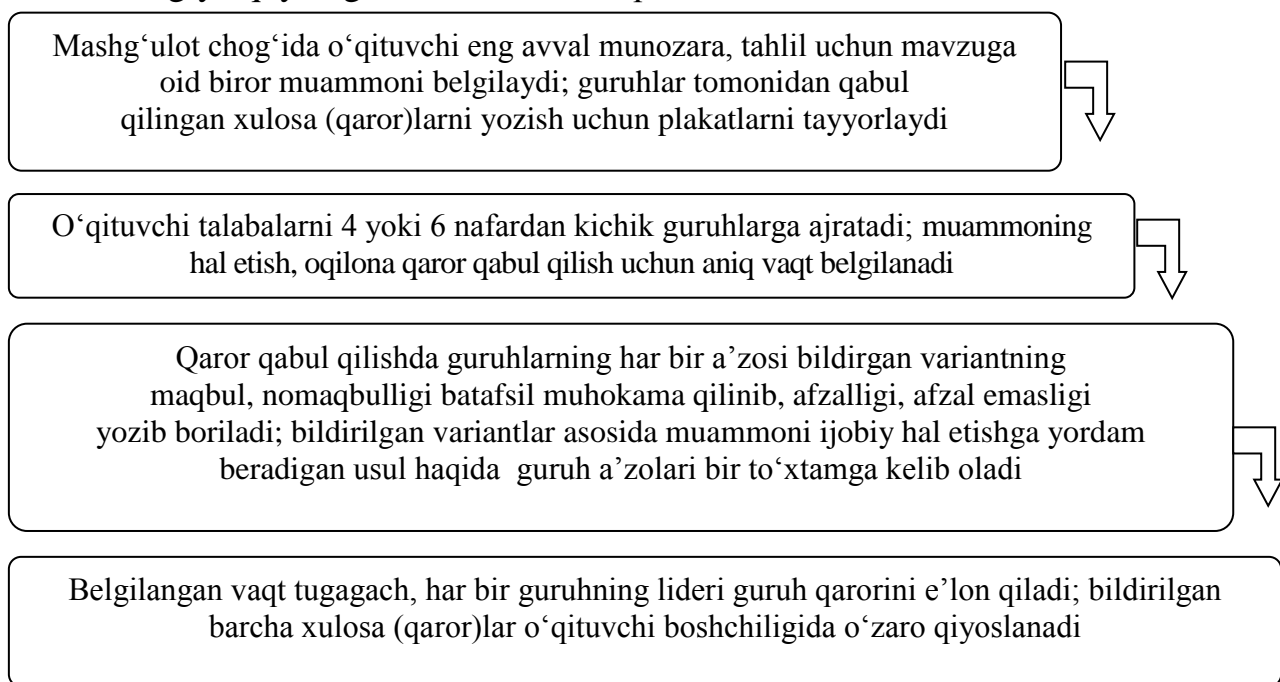 Mashg‘ulot chog‘ida o‘qituvchi eng avval munozara, tahlil uchun mavzuga
oid biror muammoni belgilaydi; guruhlar tomonidan qabul
qilingan xulosa (qaror)larni yozish uchun plakatlarni tayyorlaydi
O‘qituvchi talabalarni 4 yoki 6 nafardan kichik guruhlarga ajratadi; muammoning
hal etish, oqilona qaror qabul qilish uchun aniq vaqt belgilanadi
Qaror qabul qilishda guruhlarning har bir a’zosi bildirgan variantning
maqbul, nomaqbulligi batafsil muhokama qilinib, afzalligi, afzal emasligi
yozib boriladi; bildirilgan variantlar asosida muammoni ijobiy hal etishga yordam
beradigan usul haqida guruh a’zolari bir to‘xtamga kelib oladi
Belgilangan vaqt tugagach, har bir guruhning lideri guruh qarorini e’lon qiladi; bildirilgan
barcha xulosa (qaror)lar o‘qituvchi boshchiligida o‘zaro qiyoslanadi